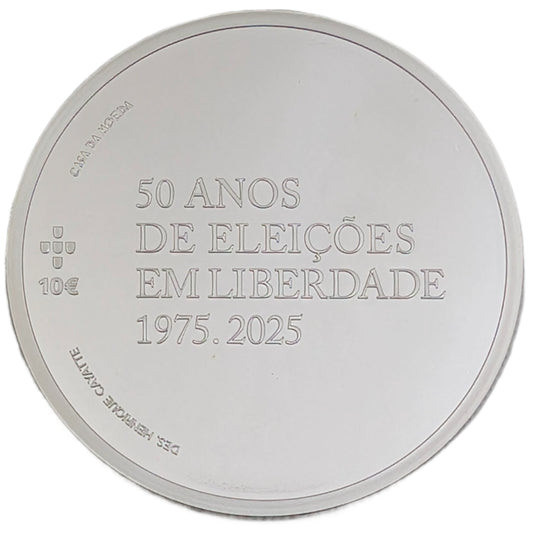 CASA DA MOEDA
50 ANOS
DE ELEIÇÕES
EM LIBERDADE
1975.2025
10€
DES. HENRIQUE CAYATTE